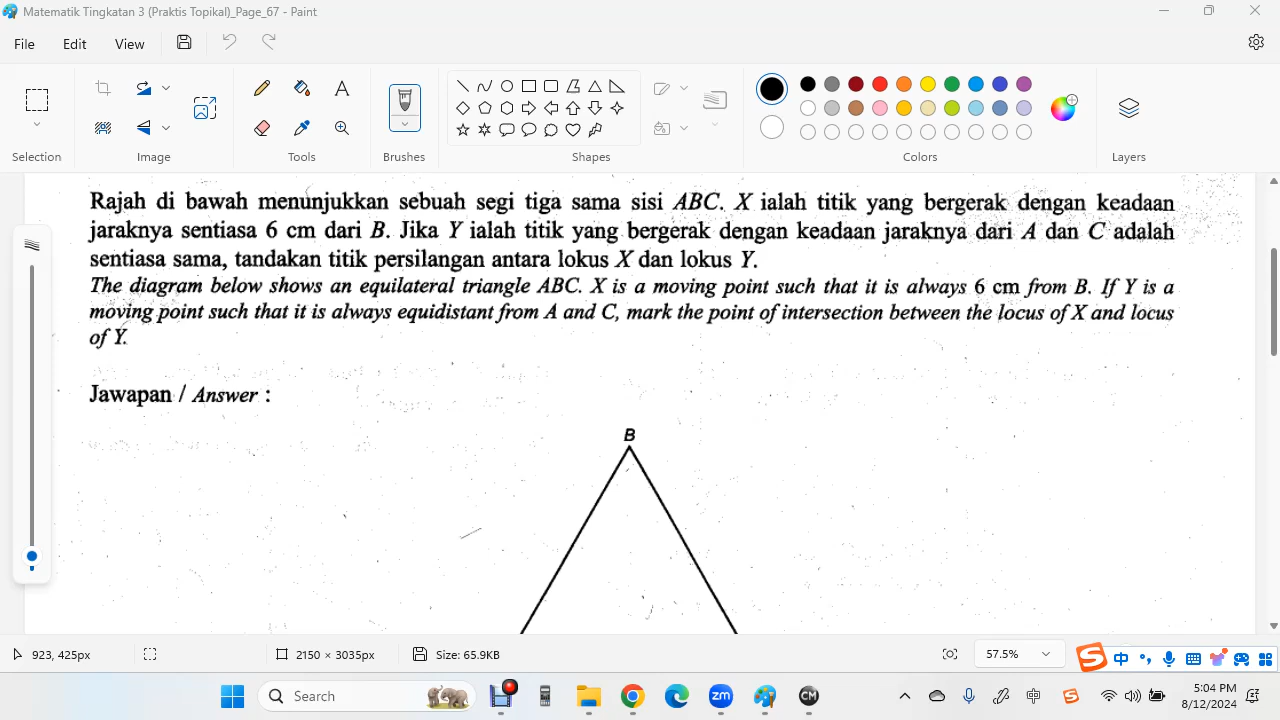 Matematik Tingkatan 3 (Praktis Topikal)_Page_67 - Paint
File Edit View
Selection Image Tools Brushes Shapes Colors Layers
Rajah di bawah menunjukkan sebuah segi tiga sama sisi ABC. X ialah titik yang bergerak dengan keadaan
jaraknya sentiasa 6 cm dari B. Jika Y ialah titik yang bergerak dengan keadaan jaraknya dari A dan C adalah
sentiasa sama, tandakan titik persilangan antara lokus X dan lokus Y.
The diagram below shows an equilateral triangle ABC. X is a moving point such that it is always 6 cm from B. If Y is a
moving point such that it is always equidistant from A and C, mark the point of intersection between the locus of X and locus
of Y.
Jawapan / Answer :
B
923, 425px 2150 × 3035px Size: 65.9KB 57.5% 中
Search zm CM 中 5:04 PM
8/12/2024